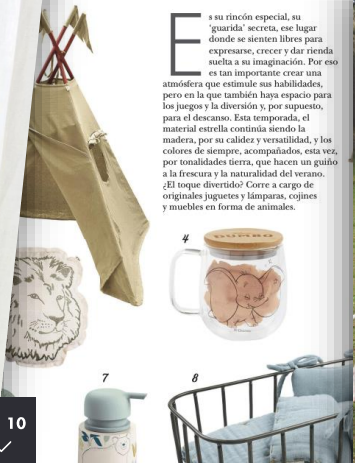 Es su rincón especial, su
'guarida' secreta, ese lugar
donde se sienten libres para
expresarse, crecer y dar rienda
suelta a su imaginación. Por eso
es tan importante crear una
atmósfera que estimule sus habilidades,
pero en la que también haya espacio para
los juegos y la diversión y, por supuesto,
para el descanso. Esta temporada, el
material estrella continúa siendo la
madera, por su calidez y versatilidad, y los
colores de siempre, acompañados, esta vez,
por tonalidades tierra, que hacen un guiño
a la frescura y la naturalidad del verano.
¿El toque divertido? Corre a cargo de
originales juguetes y lámparas, cojines
y muebles en forma de animales.
4
DUMBO
7
8
10